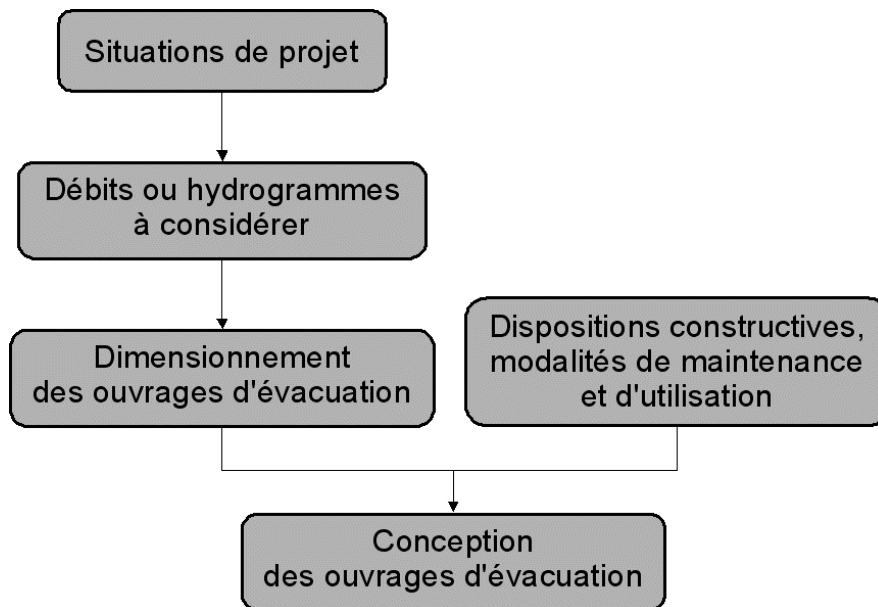 Situations de projet
Débits ou hydrogrammes
à considérer
Dimensionnement
des ouvrages d'évacuation
Dispositions constructives,
modalités de maintenance
et d'utilisation
Conception
des ouvrages d'évacuation